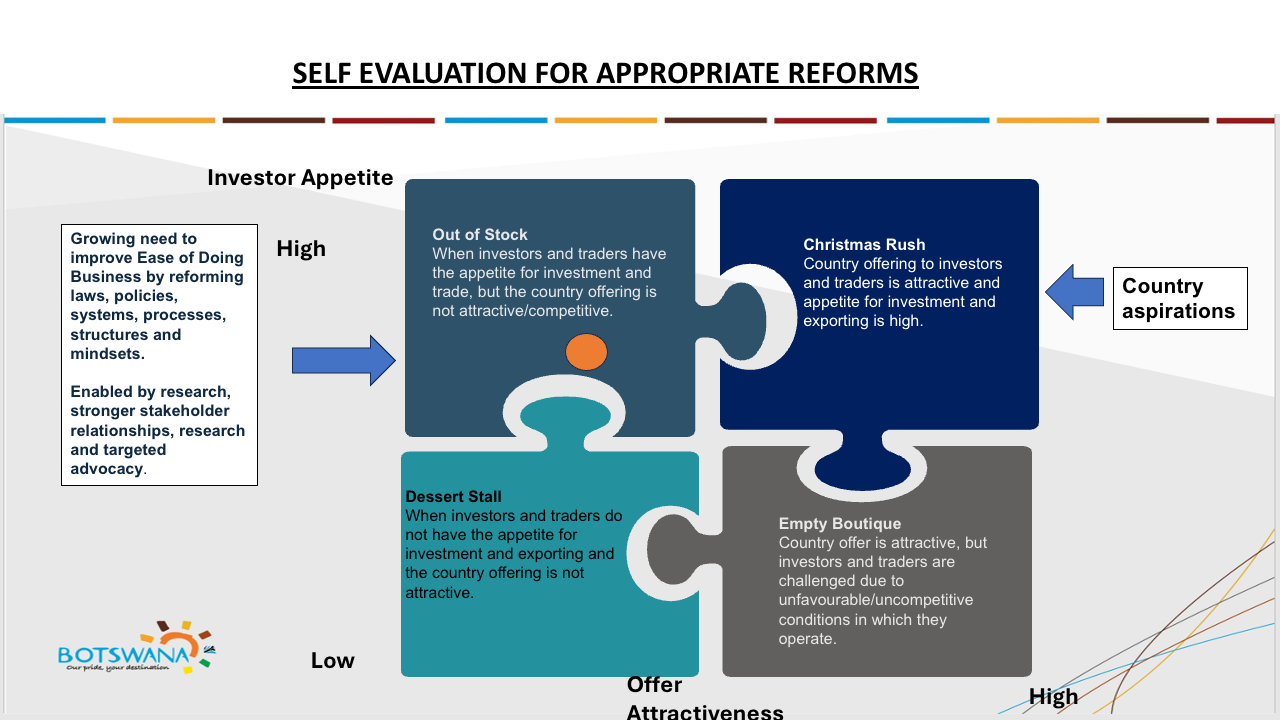 SELF EVALUATION FOR APPROPRIATE REFORMS
Investor Appetite
High
Growing need to
improve Ease of Doing
Business by reforming
laws, policies,
systems, processes,
structures and
mindsets.
Enabled by research,
stronger stakeholder
relationships, research
and targeted
advocacy.
Out of Stock
When investors and traders have
the appetite for investment and
trade, but the country offering is
not attractive/competitive.
Christmas Rush
Country offering to investors
and traders is attractive and
appetite for investment and
exporting is high.
Country
aspirations
Dessert Stall
When investors and traders do
not have the appetite for
investment and exporting and
the country offering is not
attractive.
Empty Boutique
Country offer is attractive, but
investors and traders are
challenged due to
unfavourable/uncompetitive
conditions in which they
operate.
BOTSWANA
Our pride, your destination
Low
Offer
Attractiveness
High